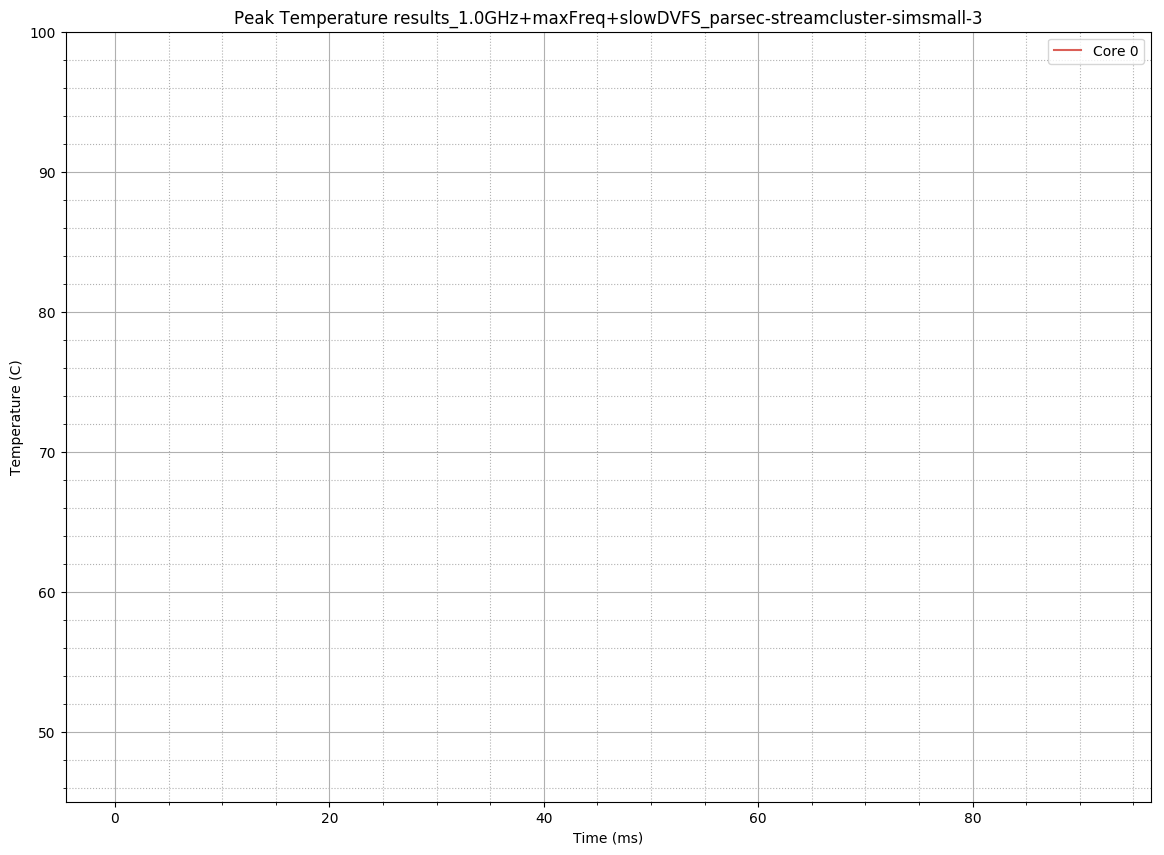 Peak Temperature results_1.0GHz+maxFreq+slowDVFS_parsec-streamcluster-simsmall-3
Core 0
100
90
80
70
60
50
Temperature (C)
0 20 40 60 80
Time (ms)